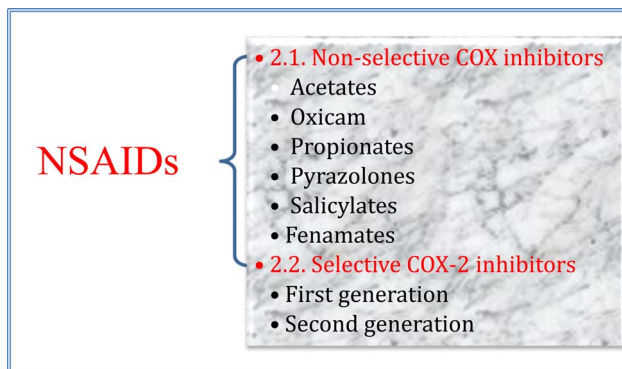 NSAIDs
• 2.1. Non-selective COX inhibitors
• Acetates
• Oxicam
• Propionates
• Pyrazolones
• Salicylates
• Fenamates
• 2.2. Selective COX-2 inhibitors
• First generation
• Second generation